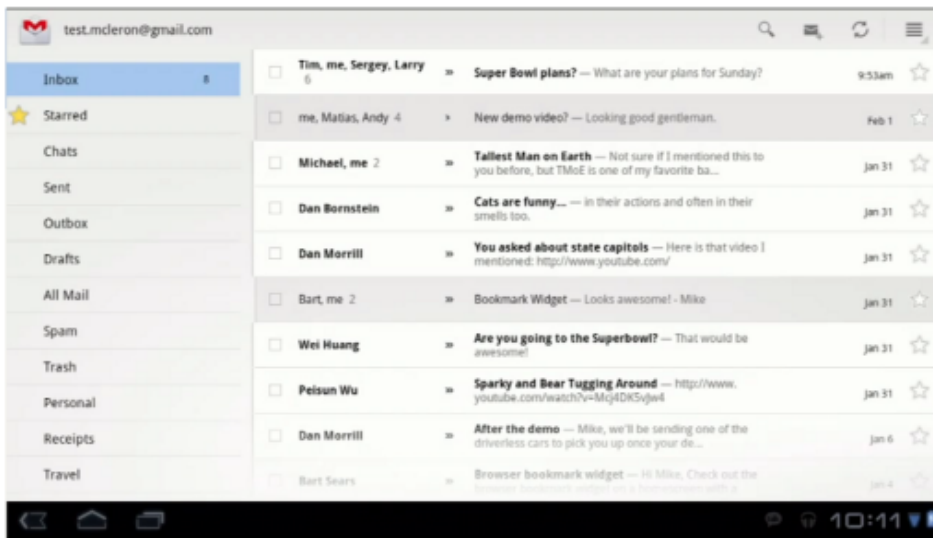 test.mcleron@gmail.com
Inbox 8
Starred
Chats
Sent
Outbox
Drafts
All Mail
Spam
Trash
Personal
Receipts
Travel
Tim, me, Sergey, Larry » Super Bowl plans? — What are your plans for Sunday? 9:53am
6
me, Matias, Andy 4 › New demo video? — Looking good gentleman. Feb 1
Michael, me 2 » Tallest Man on Earth — Not sure if I mentioned this to Jan 31
you before, but TMoE is one of my favorite ba...
Dan Bornstein » Cats are funny... — in their actions and often in their Jan 31
smells too.
Dan Morrill » You asked about state capitols — Here is that video I Jan 31
mentioned: http://www.youtube.com/
Bart, me 2 » Bookmark Widget — Looks awesome! - Mike Jan 31
Wei Huang » Are you going to the Superbowl? — That would be Jan 31
awesome!
Peisun Wu » Sparky and Bear Tugging Around — http://www. Jan 31
youtube.com/watch?v=Mcj4DK5vJw4
Dan Morrill » After the demo — Mike, we'll be sending one of the Jan 6
driverless cars to pick you up once your de...
Bart Sears » Browser bookmark widget — Hi Mike, Check out the Jan 4
browser bookmark widget on a homescreen with a
10:11